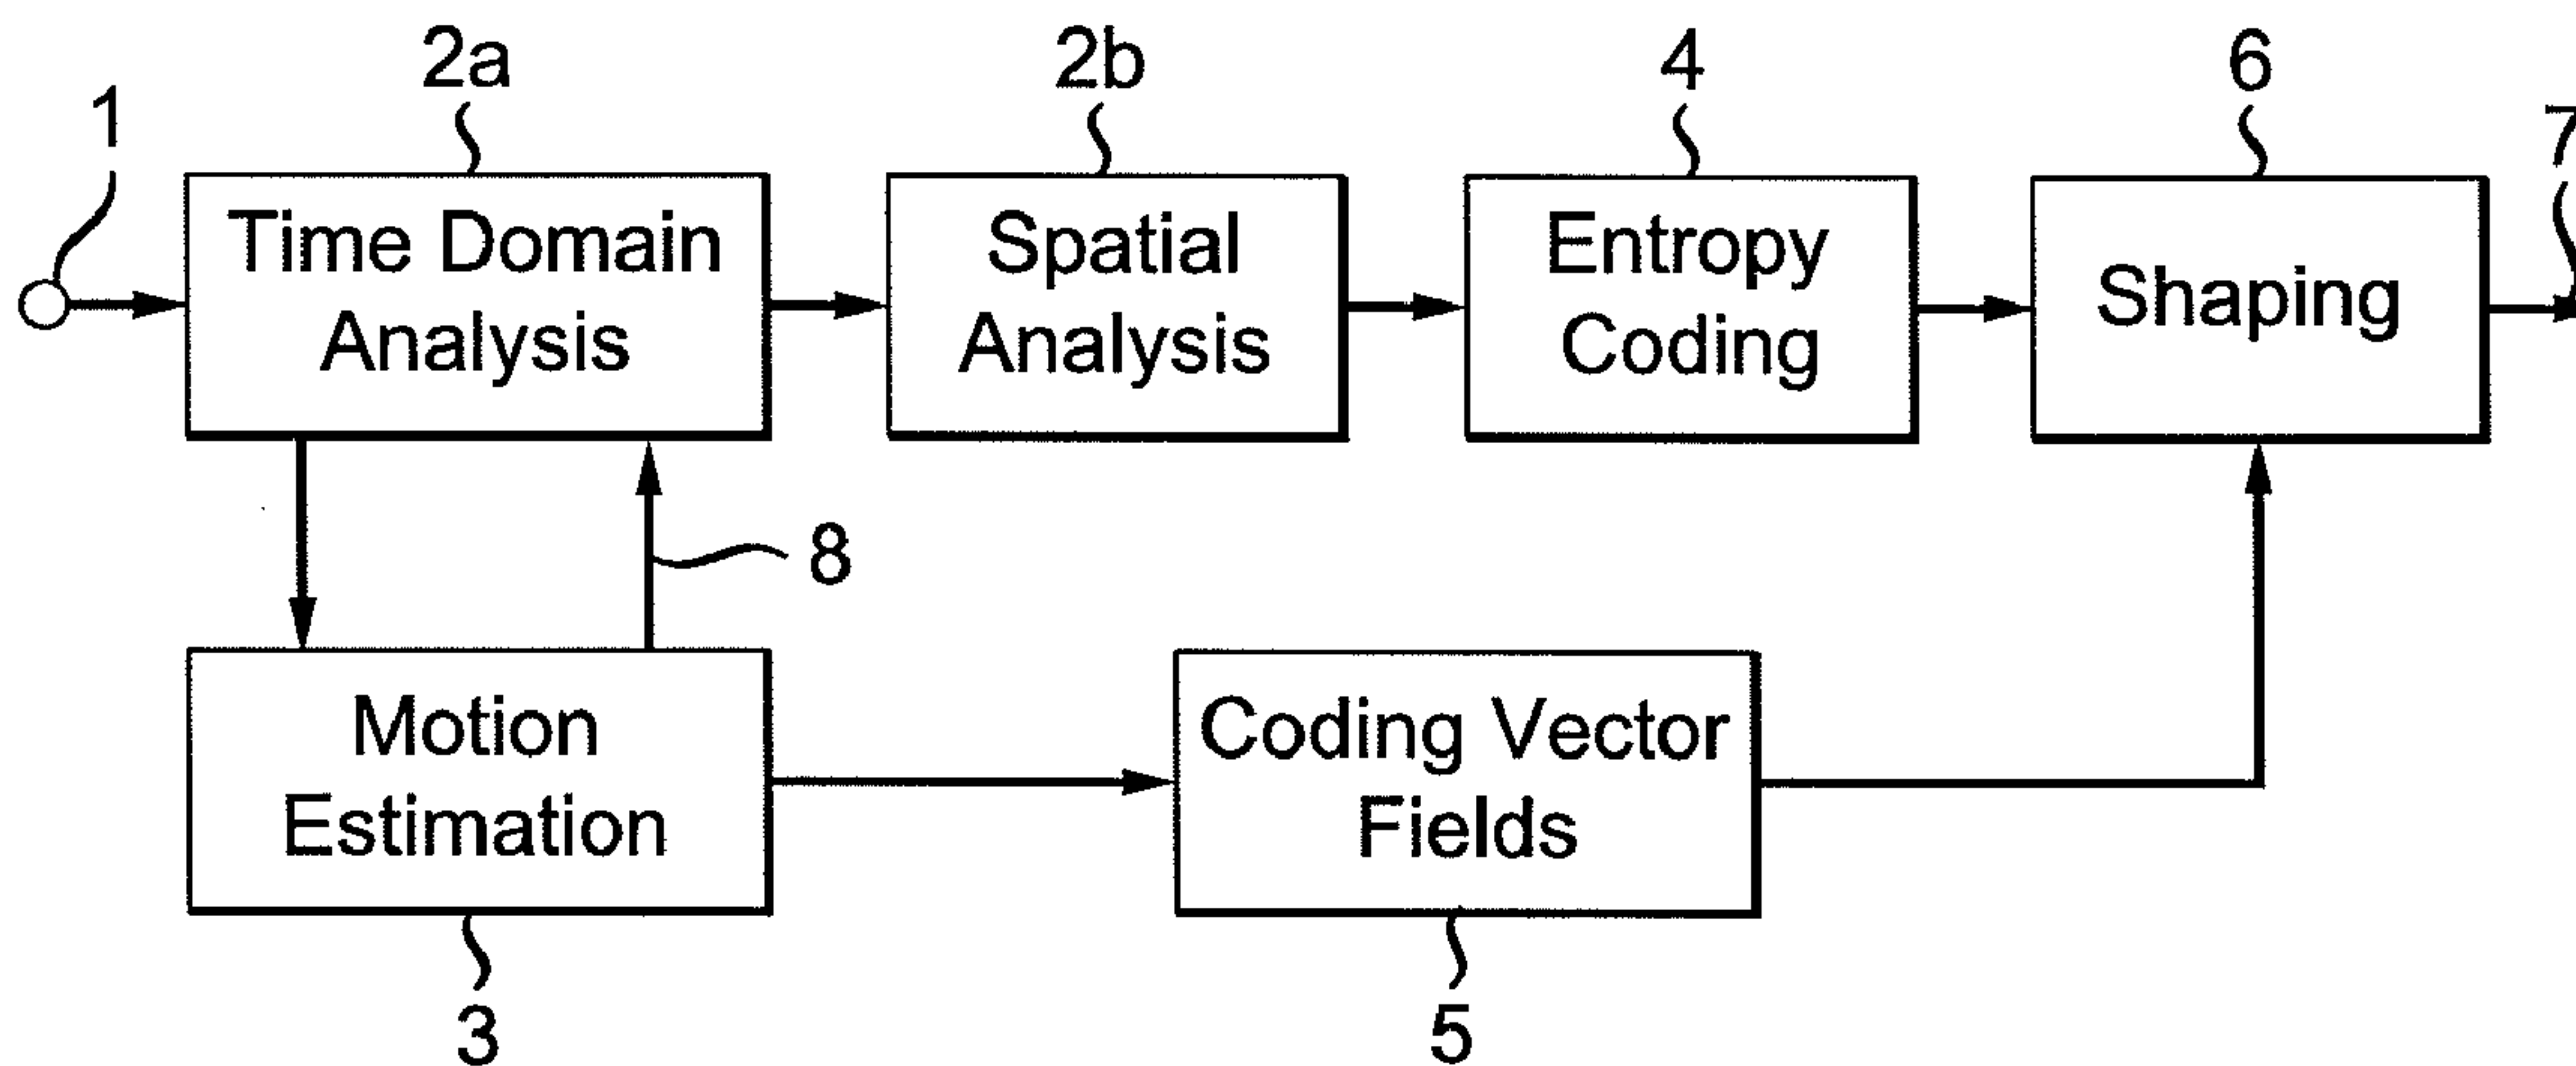 1
2a
2b
4
6
7
Time Domain
Analysis
Spatial
Analysis
Entropy
Coding
Shaping
8
Motion
Estimation
Coding Vector
Fields
3
5